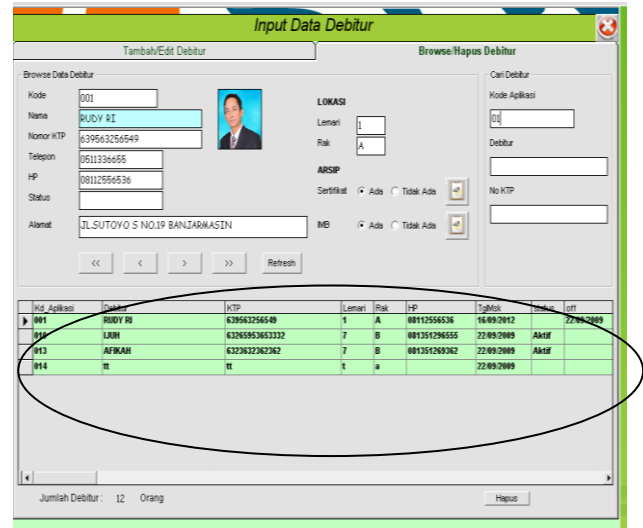 Input Data Debitur
Tambah/Edit Debitur Browse/Hapus Debitur
Browse Data Debitur
Kode 001
Nama RUDY RI
Nomor KTP 639563256549
Telepon 0511336655
HP 08112556536
Status
Alamat JL.SUTOYO S NO.19 BANJARMASIN
LOKASI
Lemari 1
Rak A
ARSIP
Sertifikat Ada Tidak Ada
IMB Ada Tidak Ada
Cari Debitur
Kode Aplikasi
01
Debitur
No KTP
<< < > >> Refresh
Kd_Aplikasi Debitur KTP Lemari Rak HP TglMsk status off
001 RUDY RI 639563256549 1 A 08112556536 16/09/2012 22/09/2009
010 IJUH 63265953653332 7 B 081351296555 22/09/2009 Aktif
013 AFIKAH 6323632362362 7 B 081351269362 22/09/2009 Aktif
014 tt tt t a 22/09/2009
Jumlah Debitur : 12 Orang Hapus